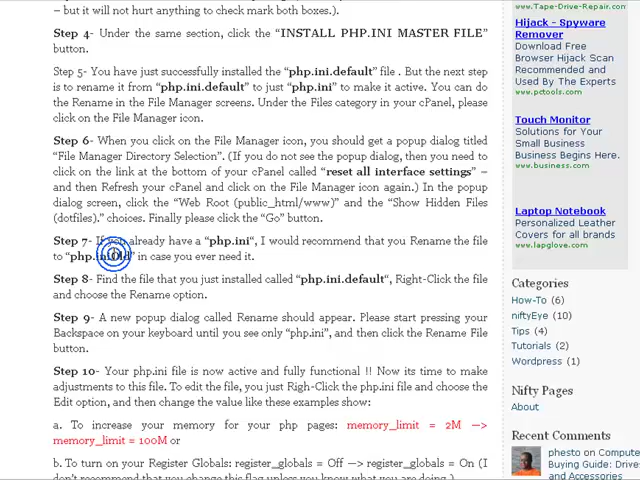 – but it will not hurt anything to check mark both boxes.).
Step 4- Under the same section, click the “INSTALL PHP.INI MASTER FILE”
button.
Step 5- You have just successfully installed the “php.ini.default” file . But the next step
is to rename it from “php.ini.default” to just “php.ini” to make it active. You can do
the Rename in the File Manager screens. Under the Files category in your cPanel, please
click on the File Manager icon.
Step 6- When you click on the File Manager icon, you should get a popup dialog titled
“File Manager Directory Selection”. (If you do not see the popup dialog, then you need to
click on the link at the bottom of your cPanel called “reset all interface settings” –
and then Refresh your cPanel and click on the File Manager icon again.) In the popup
dialog screen, click the “Web Root (public_html/www)” and the “Show Hidden Files
(dotfiles).” choices. Finally please click the “Go” button.
Step 7- If you already have a “php.ini“, I would recommend that you Rename the file
to “php.iniOld” in case you ever need it.
Step 8- Find the file that you just installed called “php.ini.default“, Right-Click the file
and choose the Rename option.
Step 9- A new popup dialog called Rename should appear. Please start pressing your
Backspace on your keyboard until you see only “php.ini”, and then click the Rename File
button.
Step 10- Your php.ini file is now active and fully functional !! Now its time to make
adjustments to this file. To edit the file, you just Righ-Click the php.ini file and choose the
Edit option, and then change the value like these examples show:
a. To increase your memory for your php pages: memory_limit = 2M —>
memory_limit = 100M or
b. To turn on your Register Globals: register_globals = Off —> register_globals = On (I
don't recommend that you change this flag unless you know what you are doing.)
www.Tape-Drive-Repair.com
Hijack - Spyware
Remover
Download Free
Browser Hijack Scan
Recommended and
Used By The Experts
www.pctools.com
Touch Monitor
Solutions for Your
Small Business
Business Begins Here.
www.business.com
Laptop Notebook
Personalized Leather
Covers for all brands
www.lapglove.com
Categories
How-To (6)
niftyEye (10)
Tips (4)
Tutorials (2)
Wordpress (1)
Nifty Pages
About
Recent Comments
phesto on Compute
Buying Guide: Desk
and Accessories